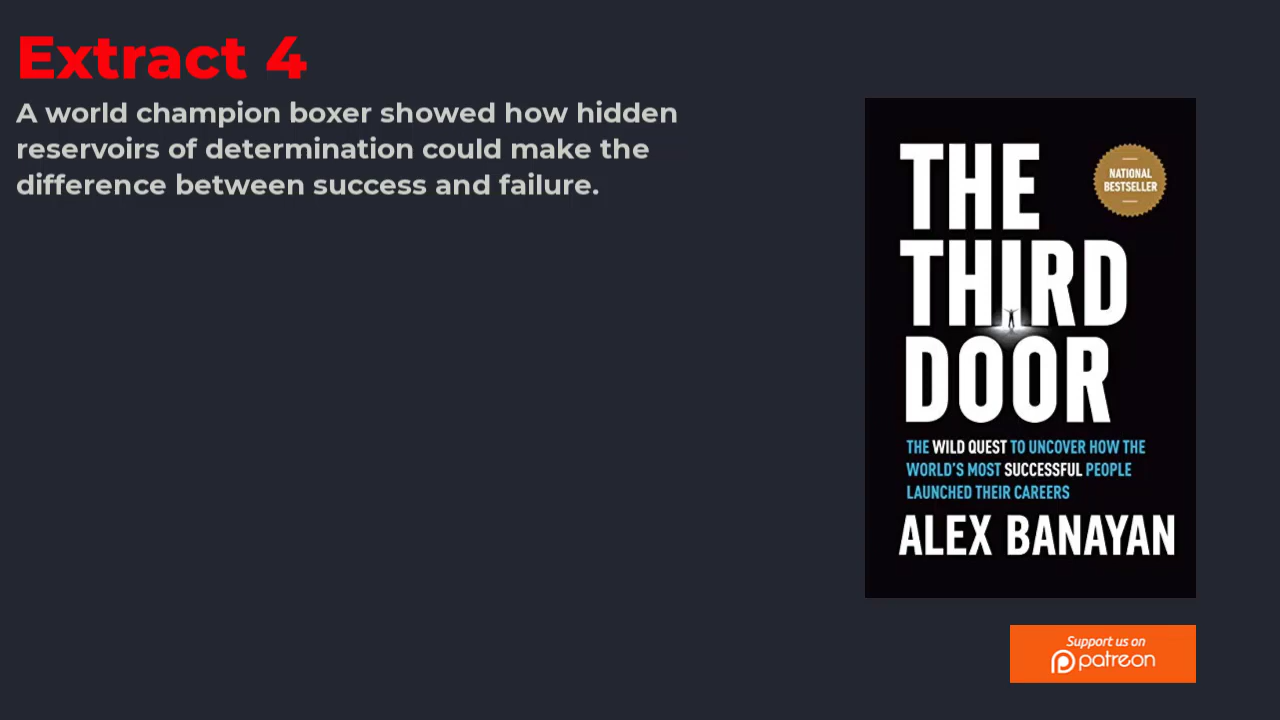 Extract 4
A world champion boxer showed how hidden
reservoirs of determination could make the
difference between success and failure.
THE
THIRD
DOOR
NATIONAL
BESTSELLER
THE WILD QUEST TO UNCOVER HOW THE
WORLD'S MOST SUCCESSFUL PEOPLE
LAUNCHED THEIR CAREERS
ALEX BANAYAN
Support us on
patreon